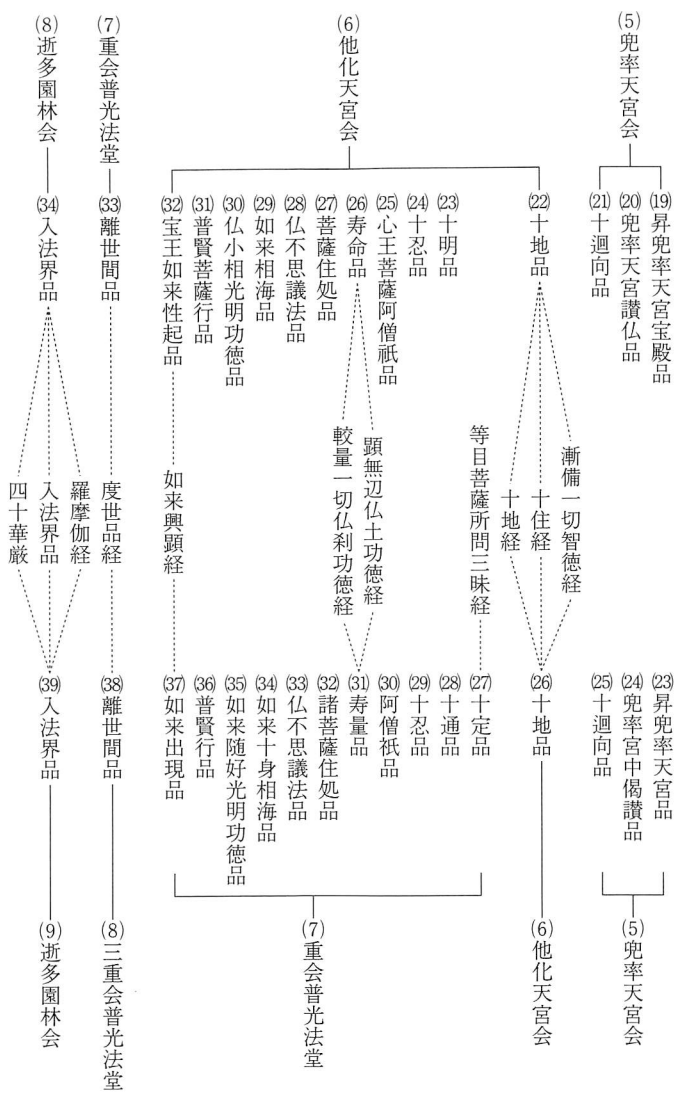 (5)兜率天宮会
(6)他化天宮会
(7)重会普光法堂
(8)逝多園林会
(19)昇兜率天宮宝殿品
(20)兜率天宮讃仏品
(21)十迴向品
(22)十地品
(23)十明品
(24)十忍品
(25)心王菩薩阿僧祇品
(26)寿命品
(27)菩薩住処品
(28)仏不思議法品
(29)如来相海品
(30)仏小相光明功徳品
(31)普賢菩薩行品
(32)宝王如来性起品
(33)離世間品
(34)入法界品
漸備一切智徳経
十住経
十地経
等目菩薩所問三昧経
顕無辺仏土功徳経
較量一切仏刹功徳経
如来興顕経
度世品経
羅摩伽経
入法界品
四十華厳
(23)昇兜率天宮品
(24)兜率宮中偈讃品
(25)十迴向品
(26)十地品
(27)十定品
(28)十通品
(29)十忍品
(30)阿僧祇品
(31)寿量品
(32)諸菩薩住処品
(33)仏不思議法品
(34)如来十身相海品
(35)如来随好光明功徳品
(36)普賢行品
(37)如来出現品
(38)離世間品
(39)入法界品
(5)兜率天宮会
(6)他化天宮会
(7)重会普光法堂
(8)三重会普光法堂
(9)逝多園林会